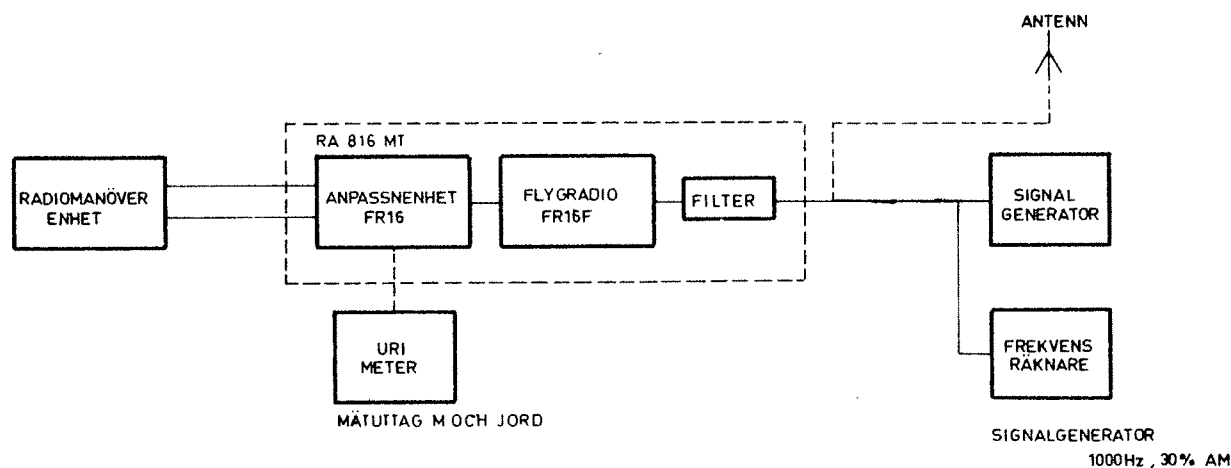 ANTENN
RA 816 MT
RADIOMANÖVER
ENHET
ANPASSNENHET
FR16
FLYGRADIO
FR16F
FILTER
SIGNAL
GENERATOR
URI
METER
FREKVENS
RÄKNARE
MÄTUTTAG M OCH JORD
SIGNALGENERATOR
1000Hz, 30% AM